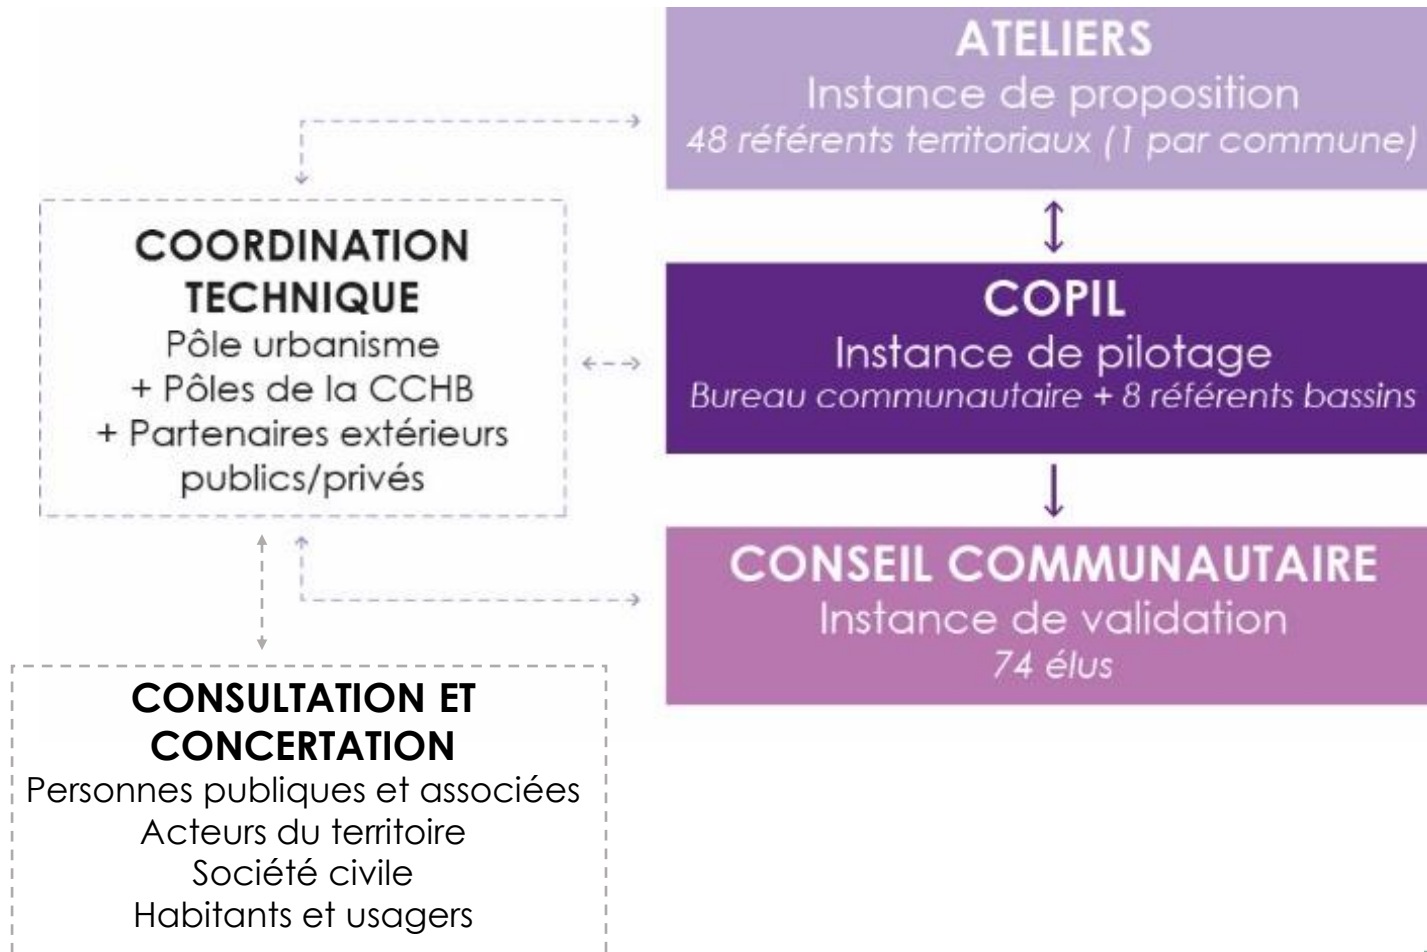 ATELIERS
Instance de proposition
48 référents territoriaux (1 par commune)
COORDINATION
TECHNIQUE
Pôle urbanisme
+ Pôles de la CCHB
+ Partenaires extérieurs
publics/privés
COPIL
Instance de pilotage
Bureau communautaire + 8 référents bassins
CONSEIL COMMUNAUTAIRE
Instance de validation
74 élus
CONSULTATION ET
CONCERTATION
Personnes publiques et associées
Acteurs du territoire
Société civile
Habitants et usagers